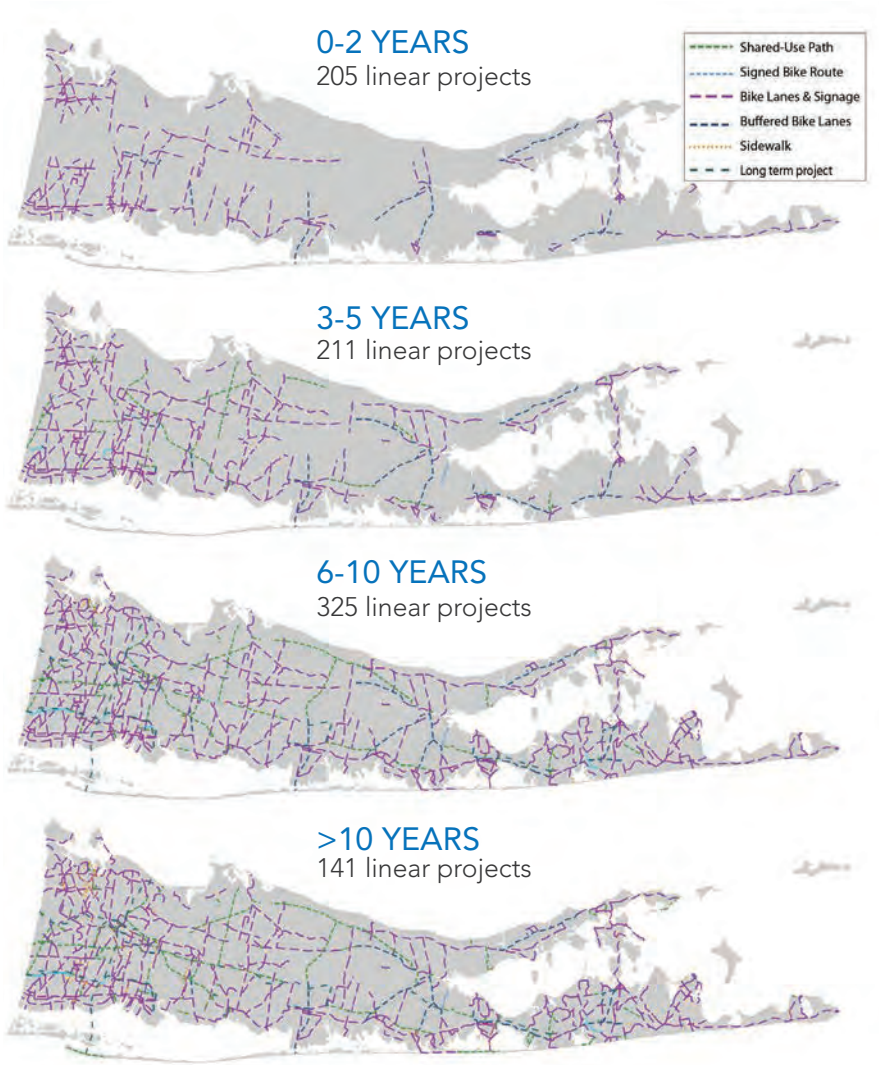 0-2 YEARS
205 linear projects
Shared-Use Path
Signed Bike Route
Bike Lanes & Signage
Buffered Bike Lanes
Sidewalk
Long term project
3-5 YEARS
211 linear projects
6-10 YEARS
325 linear projects
>10 YEARS
141 linear projects